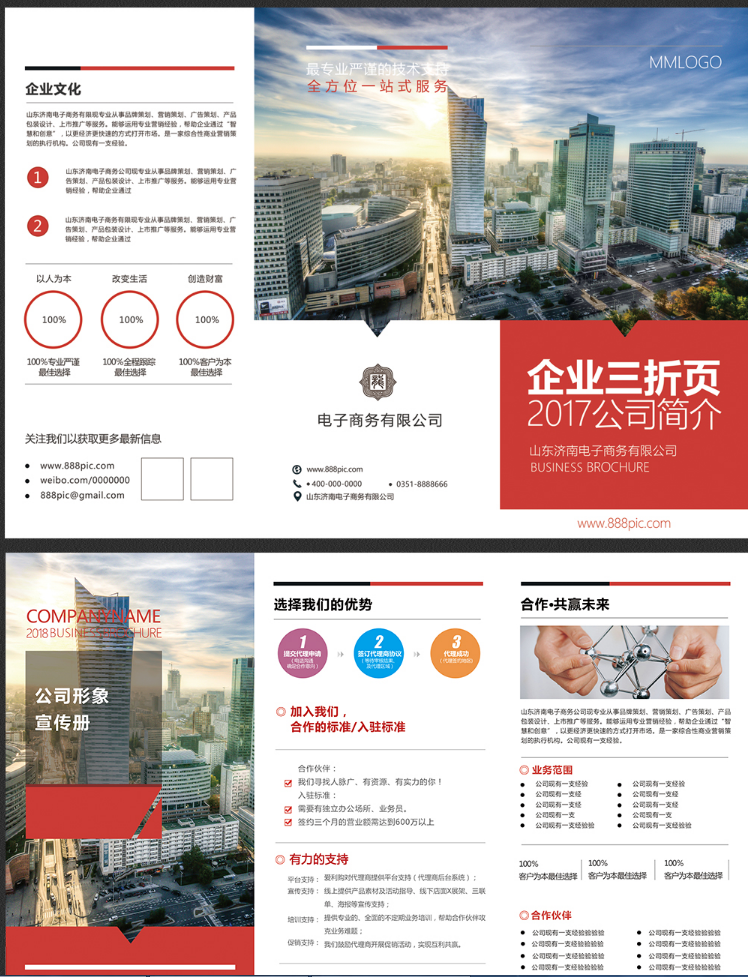 企业文化
山东济南电子商务有限现专业从事品牌策划、营销策划、广告策划、产品
包装设计、上市推广等服务。能够运用专业营销经验，帮助企业通过“智
慧和创意”，以更经济更快速的方式打开市场。是一家综合性商业营销策
划的执行机构。公司现有一支经验。
1
山东济南电子商务公司现专业从事品牌策划、营销策划、广
告策划、产品包装设计、上市推广等服务。能够运用专业营
销经验，帮助企业通过
2
山东济南电子商务有限现专业从事品牌策划、营销策划、广
告策划、产品包装设计、上市推广等服务。能够运用专业营
销经验，帮助企业通过
以人为本 改变生活 创造财富
100% 100% 100%
100%专业严谨 100%全程跟踪 100%客户为本
最佳选择 最佳选择 最佳选择
关注我们以获取更多最新信息
www.888pic.com
weibo.com/0000000
888pic@gmail.com
最专业严谨的技术支持
全方位一站式服务
MMLOGO
电子商务有限公司
www.888pic.com
400-000-0000 0351-8888666
山东济南电子商务有限公司
企业三折页
2017公司简介
山东济南电子商务有限公司
BUSINESS BROCHURE
www.888pic.com
COMPANYNAME
2018 BUSINESS BROCHURE
公司形象
宣传册
选择我们的优势
1 2 3
提交代理申请 签订代理商协议 代理成功
加入我们，
合作的标准/入驻标准
合作伙伴：
我们寻找人脉广、有资源、有实力的你！
入驻标准：
需要有独立办公场所、业务员。
签约三个月的营业额需达到600万以上
有力的支持
平台支持： 爱利购对代理商提供平台支持（代理商后台系统）；
宣传支持： 线上提供产品素材及活动指导、线下店面X展架、三联
单、海报等宣传支持；
培训支持： 提供专业的、全面的不定期业务培训，帮助合作伙伴攻
克业务难题；
促销支持： 我们鼓励代理商开展促销活动，实现互利共赢。
合作·共赢未来
山东济南电子商务公司现专业从事品牌策划、营销策划、广告策划、产品
包装设计、上市推广等服务。能够运用专业营销经验，帮助企业通过“智
慧和创意”，以更经济更快速的方式打开市场。是一家综合性商业营销策
划的执行机构。公司现有一支经验。
业务范围
公司现有一支经验 公司现有一支经验
公司现有一支经 公司现有一支经
公司现有一支经 公司现有一支经
公司现有一支 公司现有一支
公司现有一支经验验 公司现有一支经验验
100% 100% 100%
客户为本最佳选择 客户为本最佳选择 客户为本最佳选择
合作伙伴
公司现有一支经验验验验 公司现有一支经验验验验
公司现有一支经验验验验 公司现有一支经验验验验
公司现有一支经验验验验 公司现有一支经验验验验
公司现有一支经验验验验 公司现有一支经验验验验